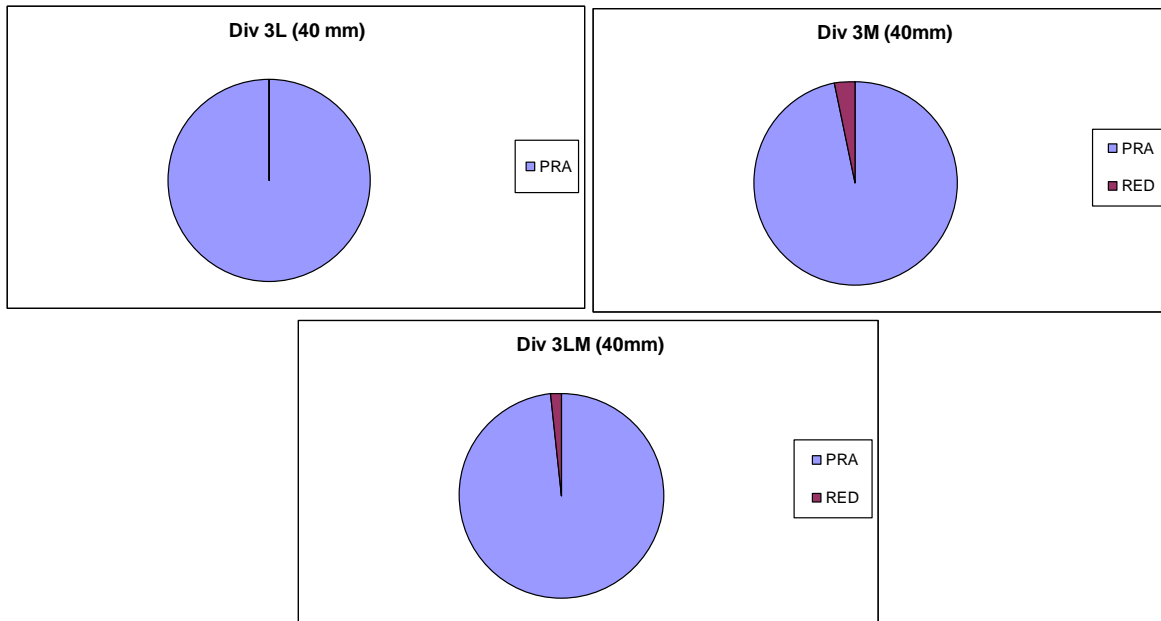 Div 3L (40 mm)
PRA
Div 3M (40mm)
PRA
RED
Div 3LM (40mm)
PRA
RED